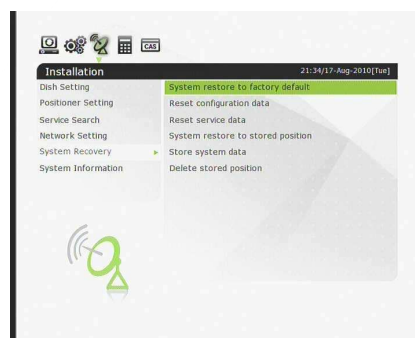 CAS
Installation 21:34/17-Aug-2010[Tue]
Dish Setting
Positioner Setting
Service Search
Network Setting
System Recovery
System Information
System restore to factory default
Reset configuration data
Reset service data
System restore to stored position
Store system data
Delete stored position